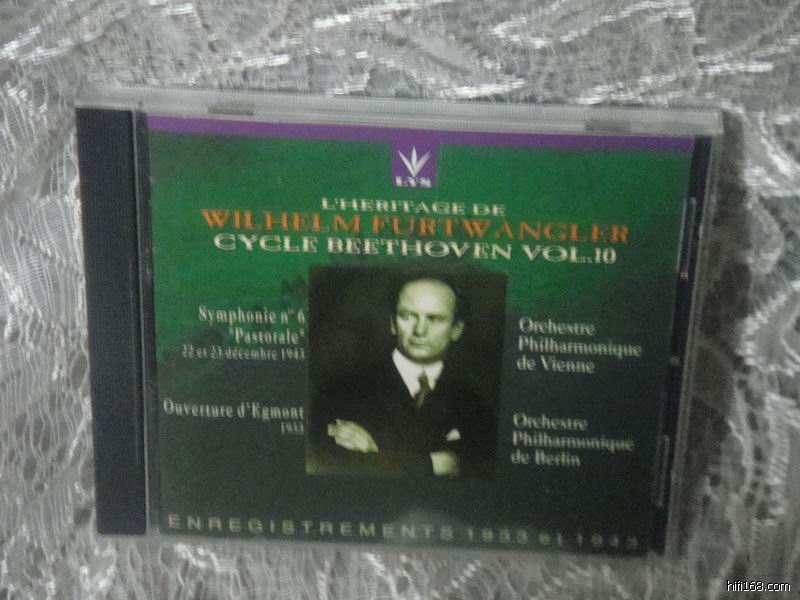 LYS
L'HERITAGE DE
WILHELM FURTWÄNGLER
CYCLE BEETHOVEN VOL.10
Symphonie n° 6
"Pastorale"
22 et 23 décembre 1943
Orchestre
Philharmonique
de Vienne
Ouverture d'Egmont
1933
Orchestre
Philharmonique
de Berlin
ENREGISTREMENTS 1933 et 1943
hifi168.com